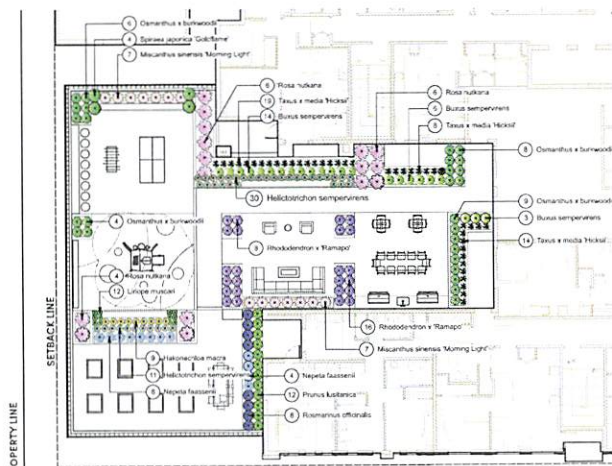 6 Osmanthus x burkwoodii
4 Spiraea japonica 'Goldflame'
7 Miscanthus sinensis 'Morning Light'
6 Rosa nutkana
19 Taxus x media 'Hicksii'
14 Buxus sempervirens
6 Rosa nutkana
5 Buxus sempervirens
8 Taxus x media 'Hicksii'
8 Osmanthus x burkwoodii
30 Helictotrichon sempervirens
9 Osmanthus x burkwoodii
3 Buxus sempervirens
14 Taxus x media 'Hicksii'
4 Osmanthus x burkwoodii
8 Rhododendron x 'Ramapo'
4 Rosa nutkana
12 Liriope muscari
16 Rhododendron x 'Ramapo'
7 Miscanthus sinensis 'Morning Light'
9 Hakonechloa macra
11 Helictotrichon sempervirens
6 Nepeta faassenii
4 Nepeta faassenii
12 Prunus lusitanica
8 Rosmarinus officinalis
SETBACK LINE
OPERTY LINE